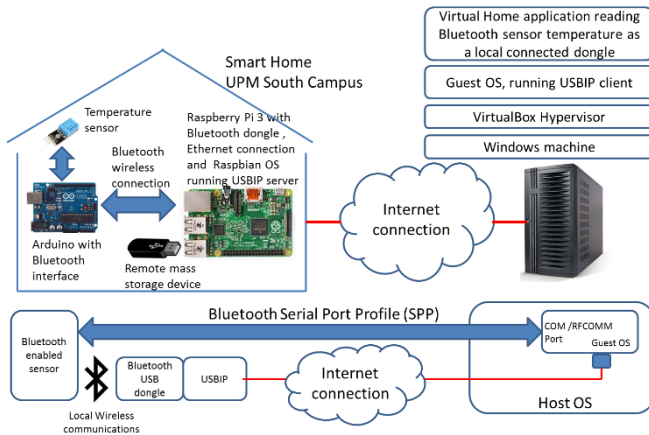 Virtual Home application reading
Bluetooth sensor temperature as
a local connected dongle
Guest OS, running USBIP client
VirtualBox Hypervisor
Windows machine
Smart Home
UPM South Campus
Temperature
sensor
Raspberry Pi 3 with
Bluetooth dongle ,
Ethernet connection
and Raspbian OS
running USBIP server
Bluetooth
wireless
connection
Arduino with
Bluetooth
interface
Remote mass
storage device
Internet
connection
Bluetooth Serial Port Profile (SPP)
Bluetooth
enabled
sensor
Bluetooth
USB
dongle
USBIP
Local Wireless
communications
Internet
connection
COM /RFCOMM
Port
Guest OS
Host OS